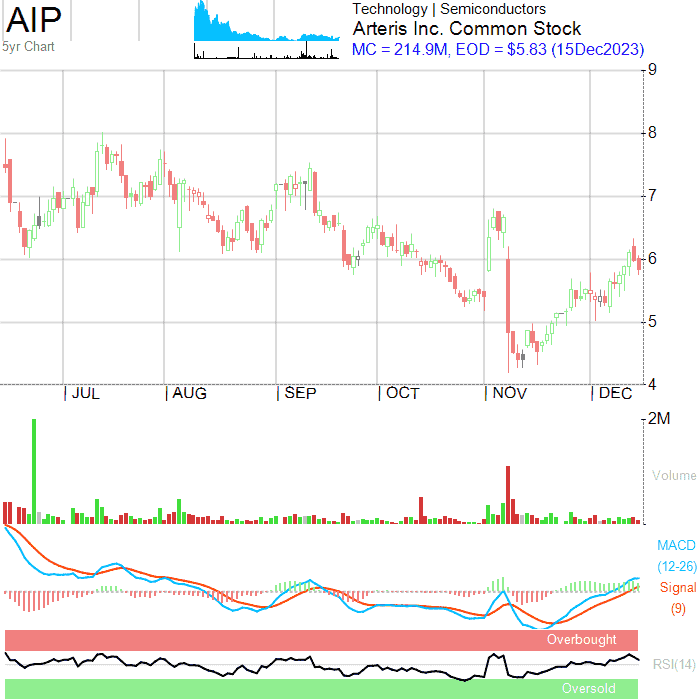 AIP
5yr Chart
Technology | Semiconductors
Arteris Inc. Common Stock
MC = 214.9M, EOD = $5.83 (15Dec2023)
9
8
7
6
5
4
JUL
AUG
SEP
OCT
NOV
DEC
2M
Volume
MACD
(12-26)
Signal
(9)
Overbought
RSI(14)
Oversold